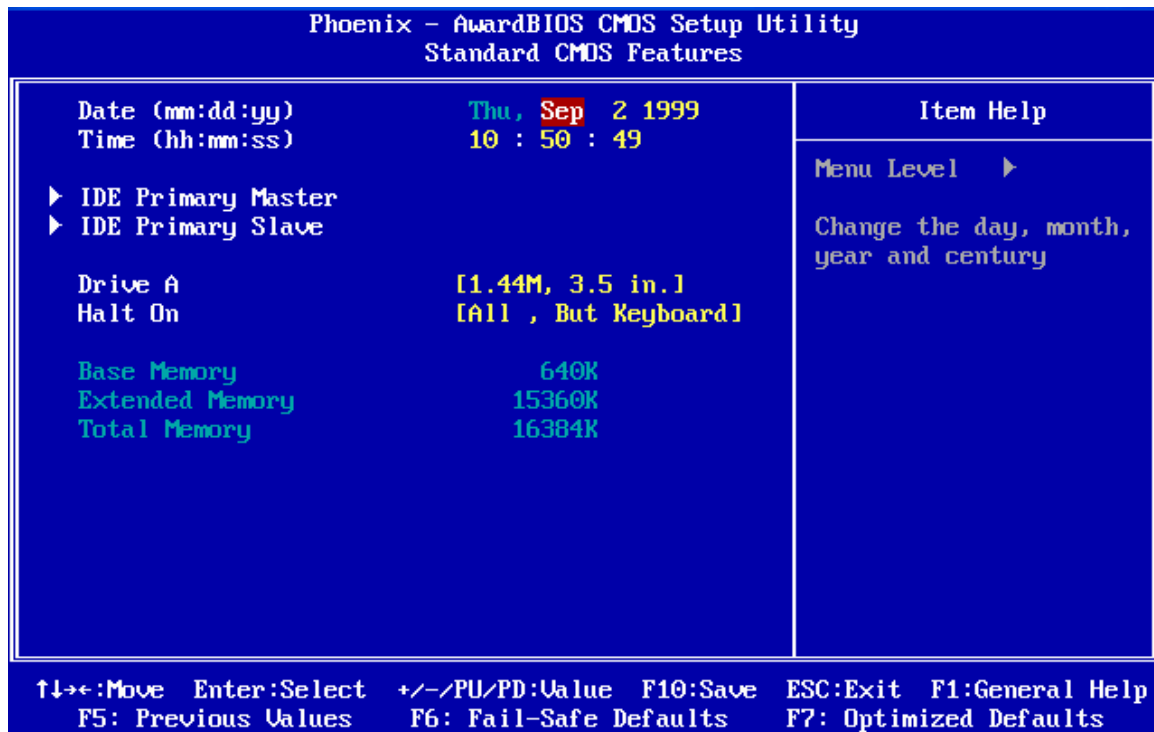 Phoenix - AwardBIOS CMOS Setup Utility
Standard CMOS Features
Date (mm:dd:yy) Thu, Sep 2 1999
Time (hh:mm:ss) 10 : 50 : 49
IDE Primary Master
IDE Primary Slave
Drive A [1.44M, 3.5 in.]
Halt On [All , But Keyboard]
Base Memory 640K
Extended Memory 15360K
Total Memory 16384K
Item Help
Menu Level ▶
Change the day, month,
year and century
↑↓→←:Move Enter:Select +/-/PU/PD:Value F10:Save ESC:Exit F1:General Help
F5: Previous Values F6: Fail-Safe Defaults F7: Optimized Defaults